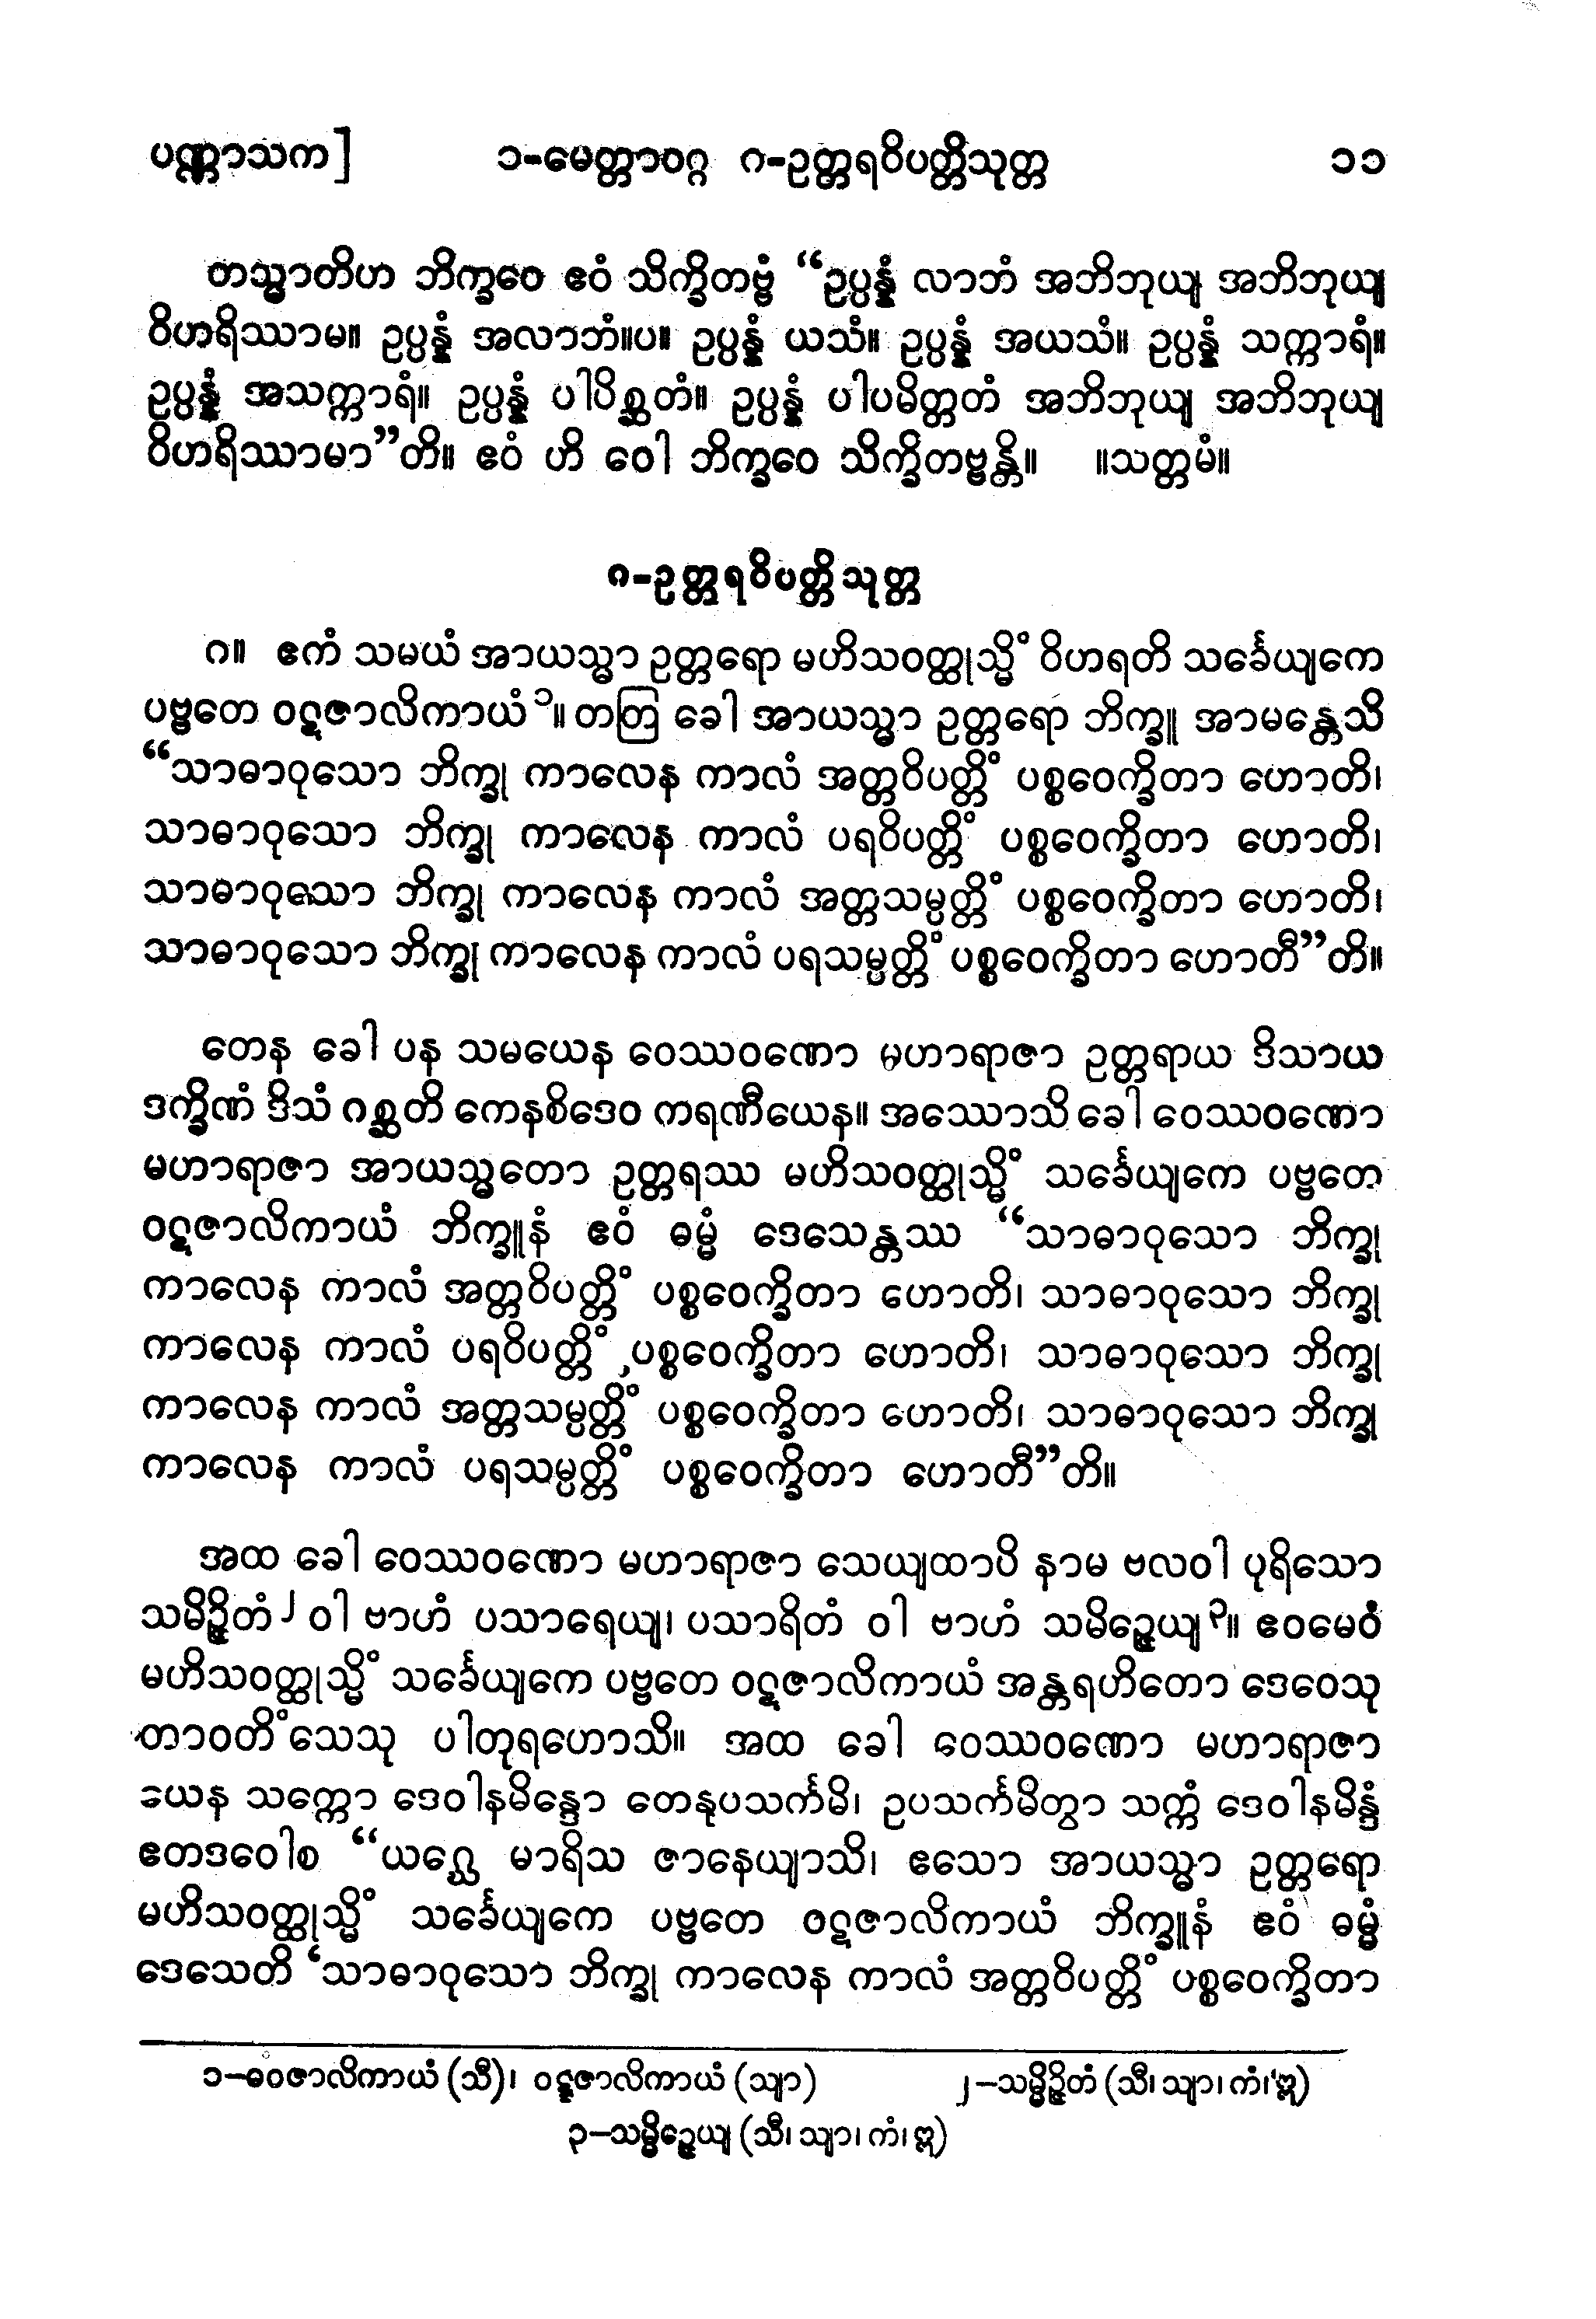 ပဏ္ဏာသက] ၁-မေတ္တာဝဂ္ဂ ၈-ဥတ္တရဝိပတ္တိသုတ္တ ၁၁
တသ္မာတိဟ ဘိက္ခဝေ ဧဝံ သိက္ခိတဗ္ဗံ “ဥပ္ပန္နံ လာဘံ အဘိဘုယျ အဘိဘုယျ
ဝိဟရိဿာမ။ ဥပ္ပန္နံ အလာဘံ။ပ။ ဥပ္ပန္နံ ယသံ။ ဥပ္ပန္နံ အယသံ။ ဥပ္ပန္နံ သက္ကာရံ။
ဥပ္ပန္နံ အသက္ကာရံ။ ဥပ္ပန္နံ ပါပိစ္ဆတံ။ ဥပ္ပန္နံ ပါပမိတ္တတံ အဘိဘုယျ အဘိဘုယျ
ဝိဟရိဿာမာ”တိ။ ဧဝံ ဟိ ဝေါ ဘိက္ခဝေ သိက္ခိတဗ္ဗန္တိ။ ။သတ္တမံ။
၈-ဥတ္တရဝိပတ္တိသုတ္တ
၈။ ဧကံ သမယံ အာယသ္မာ ဥတ္တရော မဟိသဝတ္ထုသ္မိံ ဝိဟရတိ သင်္ခေယျကေ
ပဗ္ဗတေ ဝဋဇာလိကာယံ၁။ တတြ ခေါ အာယသ္မာ ဥတ္တရော ဘိက္ခူ အာမန္တေသိ
“သာဓာဝုသော ဘိက္ခု ကာလေန ကာလံ အတ္တဝိပတ္တိံ ပစ္စဝေက္ခိတာ ဟောတိ၊
သာဓာဝုသော ဘိက္ခု ကာလေန ကာလံ ပရဝိပတ္တိံ ပစ္စဝေက္ခိတာ ဟောတိ၊
သာဓာဝုသော ဘိက္ခု ကာလေန ကာလံ အတ္တသမ္ပတ္တိံ ပစ္စဝေက္ခိတာ ဟောတိ၊
သာဓာဝုသော ဘိက္ခု ကာလေန ကာလံ ပရသမ္ပတ္တိံ ပစ္စဝေက္ခိတာ ဟောတီ”တိ။
တေန ခေါ ပန သမယေန ဝေဿဝဏော မဟာရာဇာ ဥတ္တရာယ ဒိသာယ
ဒက္ခိဏံ ဒိသံ ဂစ္ဆတိ ကေနစိဒေဝ ကရဏီယေန။ အဿောသိ ခေါ ဝေဿဝဏော
မဟာရာဇာ အာယသ္မတော ဥတ္တရဿ မဟိသဝတ္ထုသ္မိံ သင်္ခေယျကေ ပဗ္ဗတေ
ဝဋဇာလိကာယံ ဘိက္ခူနံ ဧဝံ ဓမ္မံ ဒေသေန္တဿ “သာဓာဝုသော ဘိက္ခု
ကာလေန ကာလံ အတ္တဝိပတ္တိံ ပစ္စဝေက္ခိတာ ဟောတိ၊ သာဓာဝုသော ဘိက္ခု
ကာလေန ကာလံ ပရဝိပတ္တိံ ပစ္စဝေက္ခိတာ ဟောတိ၊ သာဓာဝုသော ဘိက္ခု
ကာလေန ကာလံ အတ္တသမ္ပတ္တိံ ပစ္စဝေက္ခိတာ ဟောတိ၊ သာဓာဝုသော ဘိက္ခု
ကာလေန ကာလံ ပရသမ္ပတ္တိံ ပစ္စဝေက္ခိတာ ဟောတီ”တိ။
အထ ခေါ ဝေဿဝဏော မဟာရာဇာ သေယျထာပိ နာမ ဗလဝါ ပုရိသော
သမိဉ္ဇိတံ၂ ဝါ ဗာဟံ ပသာရေယျ၊ ပသာရိတံ ဝါ ဗာဟံ သမိဉ္ဇေယျ၃။ ဧဝမေဝံ
မဟိသဝတ္ထုသ္မိံ သင်္ခေယျကေ ပဗ္ဗတေ ဝဋဇာလိကာယံ အန္တရဟိတော ဒေဝေသု
တာဝတိံသေသု ပါတုရဟောသိ။ အထ ခေါ ဝေဿဝဏော မဟာရာဇာ
ယေန သက္ကော ဒေဝါနမိန္ဒော တေနုပသင်္ကမိ၊ ဥပသင်္ကမိတွာ သက္ကံ ဒေဝါနမိန္ဒံ
ဧတဒဝေါစ “ယဂ္ဃေ မာရိသ ဇာနေယျာသိ၊ ဧသော အာယသ္မာ ဥတ္တရော
မဟိသဝတ္ထုသ္မိံ သင်္ခေယျကေ ပဗ္ဗတေ ဝဋဇာလိကာယံ ဘိက္ခူနံ ဧဝံ ဓမ္မံ
ဒေသေတိ ‘သာဓာဝုသော ဘိက္ခု ကာလေန ကာလံ အတ္တဝိပတ္တိံ ပစ္စဝေက္ခိတာ
၁-ဓဝဇာလိကာယံ (သီ)၊ ဝဋ္ဋဇာလိကာယံ (သျာ) ၂-သမ္မိဉ္ဇိတံ (သီ၊ သျာ၊ ကံ၊ ဣ)
၃-သမ္မိဉ္ဇေယျ (သီ၊ သျာ၊ ကံ၊ ဣ)